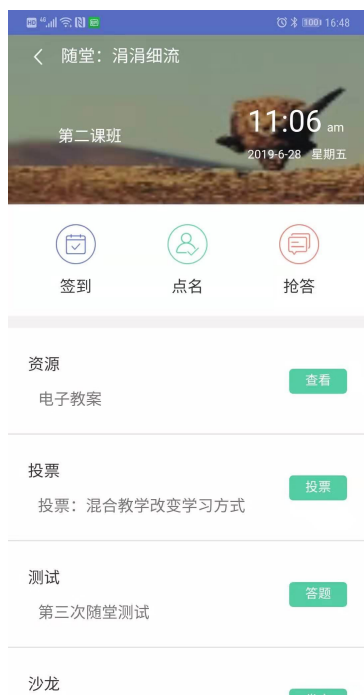 HD 4G 100 16:48
随堂：涓涓细流
11:06 am
第二课班
2019-6-28 星期五
签到 点名 抢答
资源
查看
电子教案
投票
投票
投票：混合教学改变学习方式
测试
答题
第三次随堂测试
沙龙